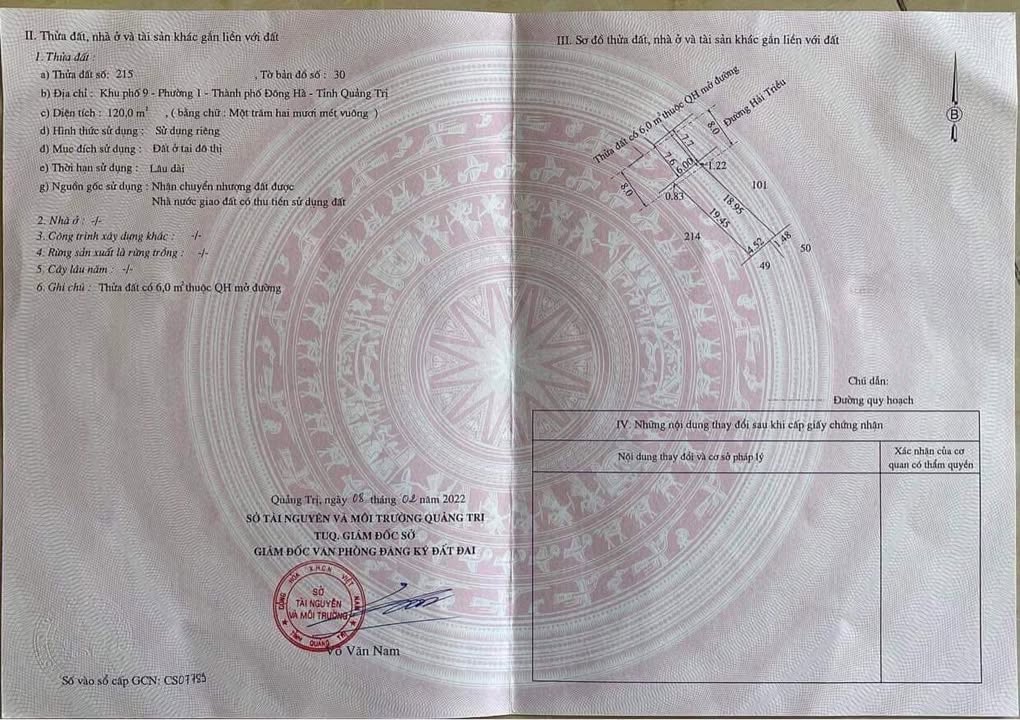 II. Thửa đất, nhà ở và tài sản khác gắn liền với đất
1. Thửa đất :
a) Thửa đất số: 215 , Tờ bản đồ số : 30
b) Địa chỉ : Khu phố 9 - Phường 1 - Thành phố Đông Hà - Tỉnh Quảng Trị
c) Diện tích : 120,0 m² , ( bằng chữ : Một trăm hai mươi mét vuông )
d) Hình thức sử dụng : Sử dụng riêng
đ) Mục đích sử dụng : Đất ở tại đô thị
e) Thời hạn sử dụng : Lâu dài
g) Nguồn gốc sử dụng : Nhận chuyển nhượng đất được
Nhà nước giao đất có thu tiền sử dụng đất
2. Nhà ở : -/-
3. Công trình xây dựng khác : -/-
4. Rừng sản xuất là rừng trồng : -/-
5. Cây lâu năm : -/-
6. Ghi chú : Thửa đất có 6,0 m² thuộc QH mở đường
Quảng Trị, ngày 08 tháng 02 năm 2022
SỞ TÀI NGUYÊN VÀ MÔI TRƯỜNG QUẢNG TRỊ
TUQ. GIÁM ĐỐC SỞ
GIÁM ĐỐC VĂN PHÒNG ĐĂNG KÝ ĐẤT ĐAI
CỘNG HÒA X.H.C.N VIỆT NAM
SỞ
TÀI NGUYÊN
VÀ MÔI TRƯỜNG
TỈNH QUẢNG TRỊ
Võ Văn Nam
Số vào sổ cấp GCN: CS
III. Sơ đồ thửa đất, nhà ở và tài sản khác gắn liền với đất
B
Thửa đất có 6,0 m² thuộc QH mở đường
Đường Hải Triều
8.0
7.7
7.6
6.00
1.22
8.0
0.83
101
18.95
19.45
214
4.52
1.48
50
49
Chú dẫn:
Đường quy hoạch
IV. Những nội dung thay đổi sau khi cấp giấy chứng nhận
Nội dung thay đổi và cơ sở pháp lý
Xác nhận của cơ
quan có thẩm quyền